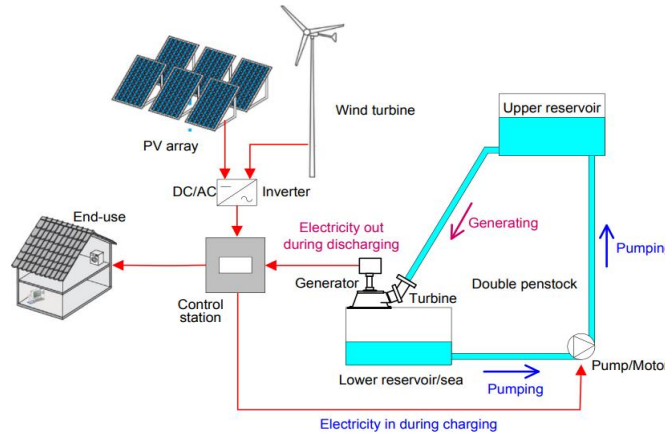 Upper reservoir
Wind turbine
PV array
DC/AC
Inverter
End-use
Electricity out
during discharging
Generating
Pumping
Generator
Turbine
Double penstock
Control
station
Pump/Motor
Lower reservoir/sea
Pumping
Electricity in during charging